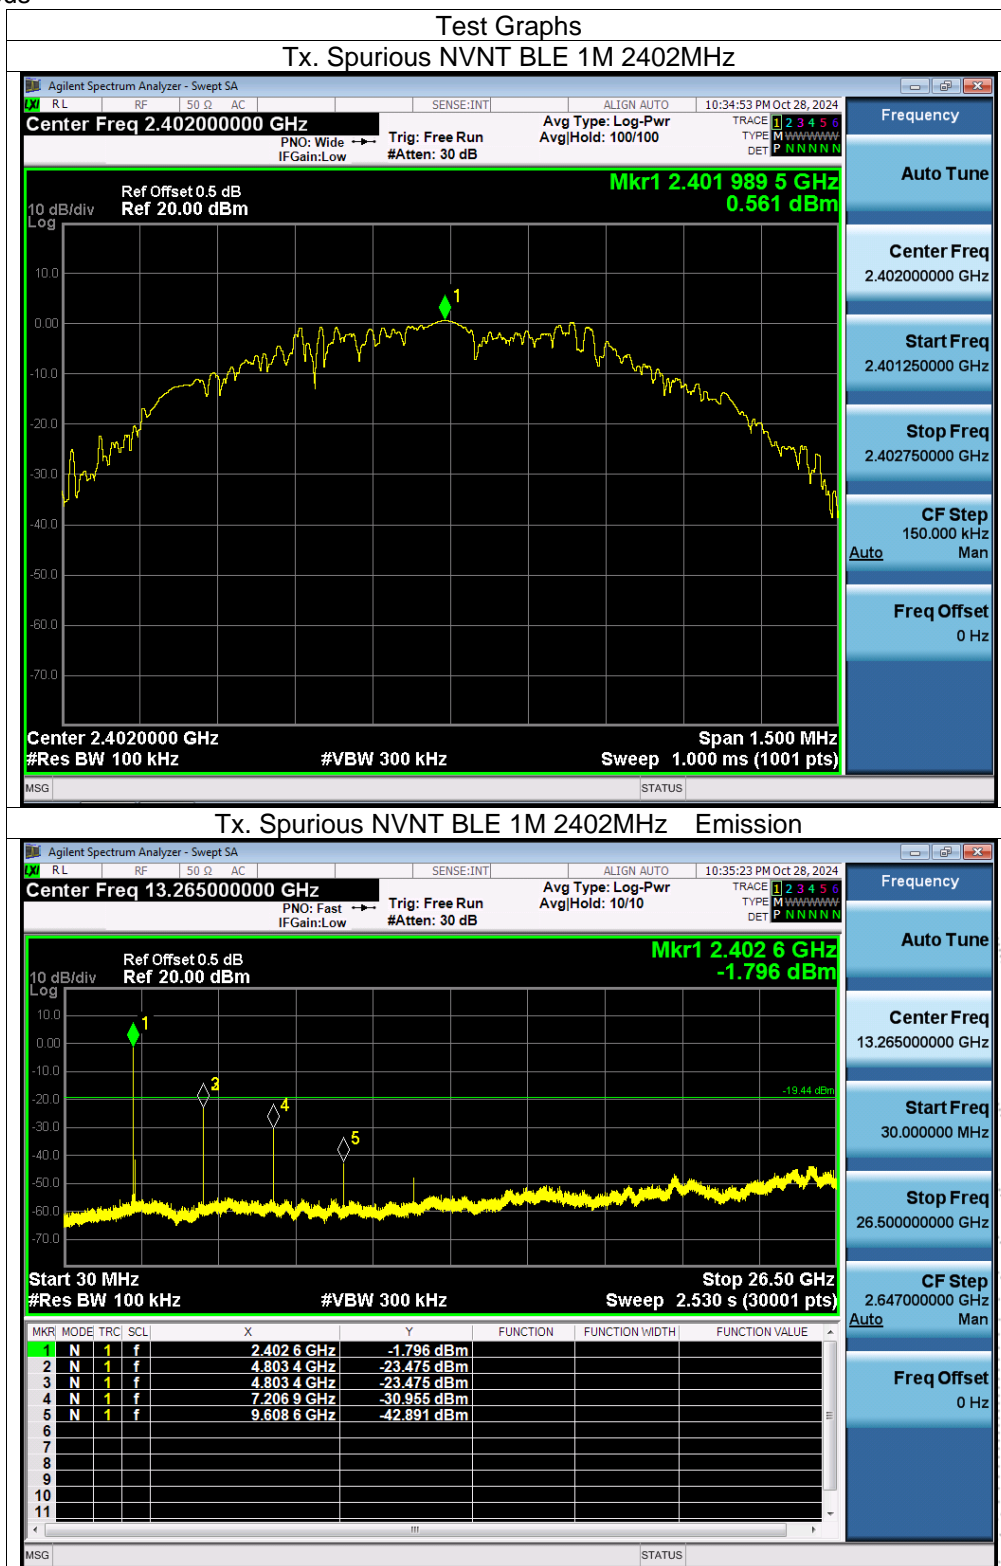 Test Graphs
Tx. Spurious NVNT BLE 1M 2402MHz
Agilent Spectrum Analyzer - Swept SA
LXI RL RF 50 Ω AC SENSE:INT ALIGN AUTO 10:34:53 PM Oct 28, 2024
Center Freq 2.402000000 GHz
PNO: Wide
IFGain:Low
Trig: Free Run
#Atten: 30 dB
Avg Type: Log-Pwr
Avg|Hold: 100/100
TRACE 1 2 3 4 5 6
TYPE M WWWWW
DET P N N N N N
Ref Offset 0.5 dB
10 dB/div Ref 20.00 dBm
Log
Mkr1 2.401 989 5 GHz
0.561 dBm
1
10.0
0.00
-10.0
-20.0
-30.0
-40.0
-50.0
-60.0
-70.0
Center 2.4020000 GHz Span 1.500 MHz
#Res BW 100 kHz #VBW 300 kHz Sweep 1.000 ms (1001 pts)
MSG STATUS
Frequency
Auto Tune
Center Freq
2.402000000 GHz
Start Freq
2.401250000 GHz
Stop Freq
2.402750000 GHz
CF Step
150.000 kHz
Auto Man
Freq Offset
0 Hz
Tx. Spurious NVNT BLE 1M 2402MHz Emission
Agilent Spectrum Analyzer - Swept SA
LXI RL RF 50 Ω AC SENSE:INT ALIGN AUTO 10:35:23 PM Oct 28, 2024
Center Freq 13.265000000 GHz
PNO: Fast
IFGain:Low
Trig: Free Run
#Atten: 30 dB
Avg Type: Log-Pwr
Avg|Hold: 10/10
TRACE 1 2 3 4 5 6
TYPE M WWWWW
DET P N N N N N
Ref Offset 0.5 dB
10 dB/div Ref 20.00 dBm
Log
Mkr1 2.402 6 GHz
-1.796 dBm
10.0
0.00
-10.0
-20.0
-30.0
-40.0
-50.0
-60.0
-70.0
1
3
4
5
-19.44 dBm
Start 30 MHz Stop 26.50 GHz
#Res BW 100 kHz #VBW 300 kHz Sweep 2.530 s (30001 pts)
MKR MODE TRC SCL X Y FUNCTION FUNCTION WIDTH FUNCTION VALUE
1 N 1 f 2.402 6 GHz -1.796 dBm
2 N 1 f 4.803 4 GHz -23.475 dBm
3 N 1 f 4.803 4 GHz -23.475 dBm
4 N 1 f 7.206 9 GHz -30.955 dBm
5 N 1 f 9.608 6 GHz -42.891 dBm
6
7
8
9
10
11
MSG STATUS
Frequency
Auto Tune
Center Freq
13.265000000 GHz
Start Freq
30.000000 MHz
Stop Freq
26.500000000 GHz
CF Step
2.647000000 GHz
Auto Man
Freq Offset
0 Hz